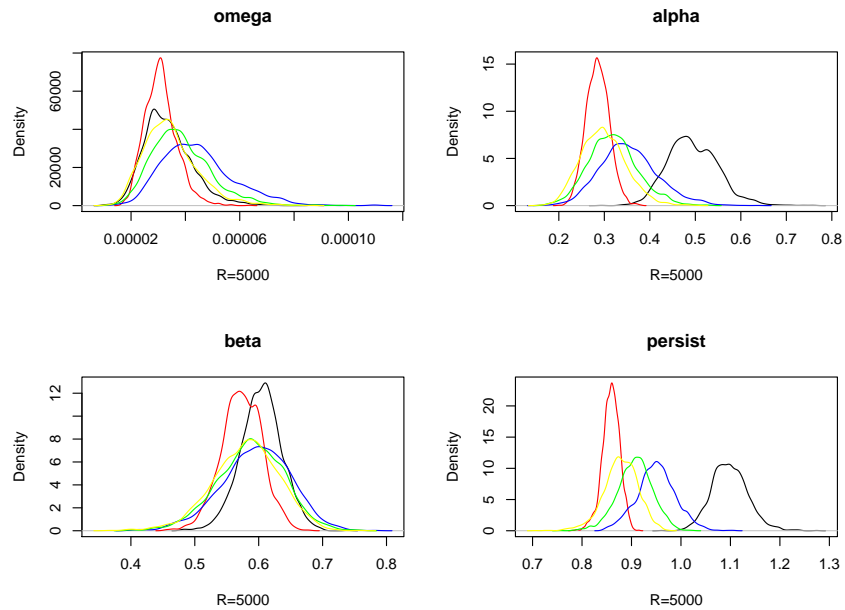 omega
Density
0 20000 60000
0.00002 0.00006 0.00010
R=5000
alpha
Density
0 5 10 15
0.2 0.3 0.4 0.5 0.6 0.7 0.8
R=5000
beta
Density
0 2 4 6 8 12
0.4 0.5 0.6 0.7 0.8
R=5000
persist
Density
0 5 10 15 20
0.7 0.8 0.9 1.0 1.1 1.2 1.3
R=5000